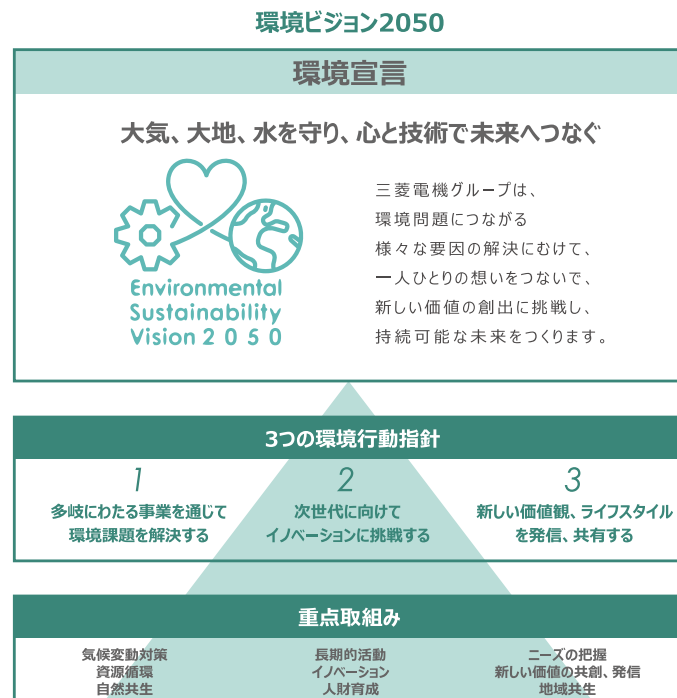 環境ビジョン2050
環境宣言
大気、大地、水を守り、心と技術で未来へつなぐ
Environmental
Sustainability
Vision 2050
三菱電機グループは、
環境問題につながる
様々な要因の解決にむけて、
一人ひとりの想いをつないで、
新しい価値の創出に挑戦し、
持続可能な未来をつくります。
3つの環境行動指針
1
多岐にわたる事業を通じて
環境課題を解決する
2
次世代に向けて
イノベーションに挑戦する
3
新しい価値観、ライフスタイル
を発信、共有する
重点取組み
気候変動対策
資源循環
自然共生
長期的活動
イノベーション
人財育成
ニーズの把握
新しい価値の共創、発信
地域共生